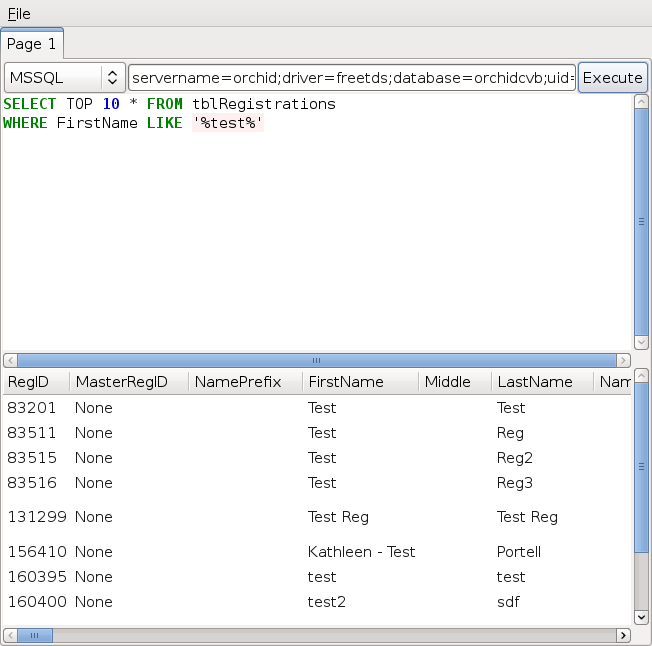 File
Page 1
MSSQL servername=orchid;driver=freetds;database=orchidcvb;uid= Execute
SELECT TOP 10 * FROM tblRegistrations
WHERE FirstName LIKE '%test%'
RegID MasterRegID NamePrefix FirstName Middle LastName Nam
83201 None Test Test
83511 None Test Reg
83515 None Test Reg2
83516 None Test Reg3
131299 None Test Reg Test Reg
156410 None Kathleen - Test Portell
160395 None test test
160400 None test2 sdf